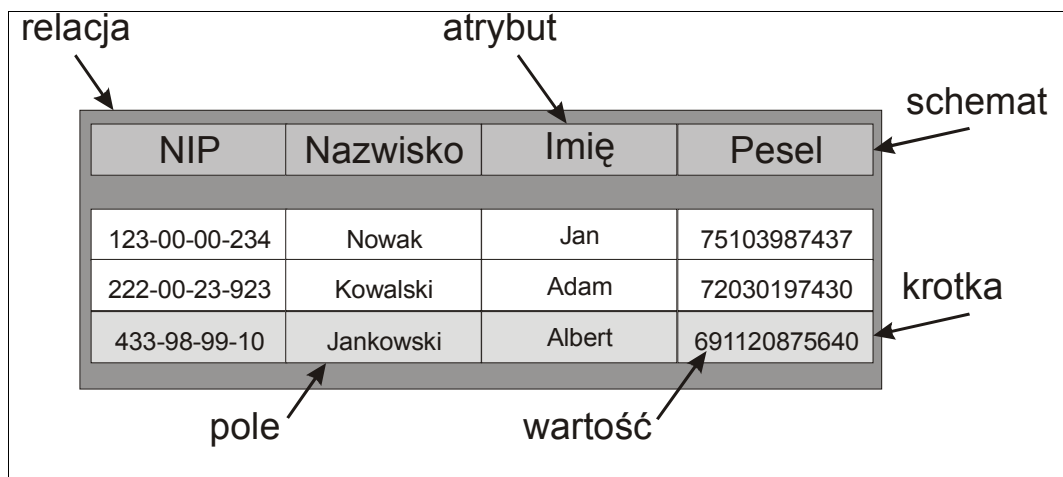 relacja atrybut
schemat
NIP Nazwisko Imię Pesel
123-00-00-234 Nowak Jan 75103987437
222-00-23-923 Kowalski Adam 72030197430
krotka
433-98-99-10 Jankowski Albert 691120875640
pole wartość